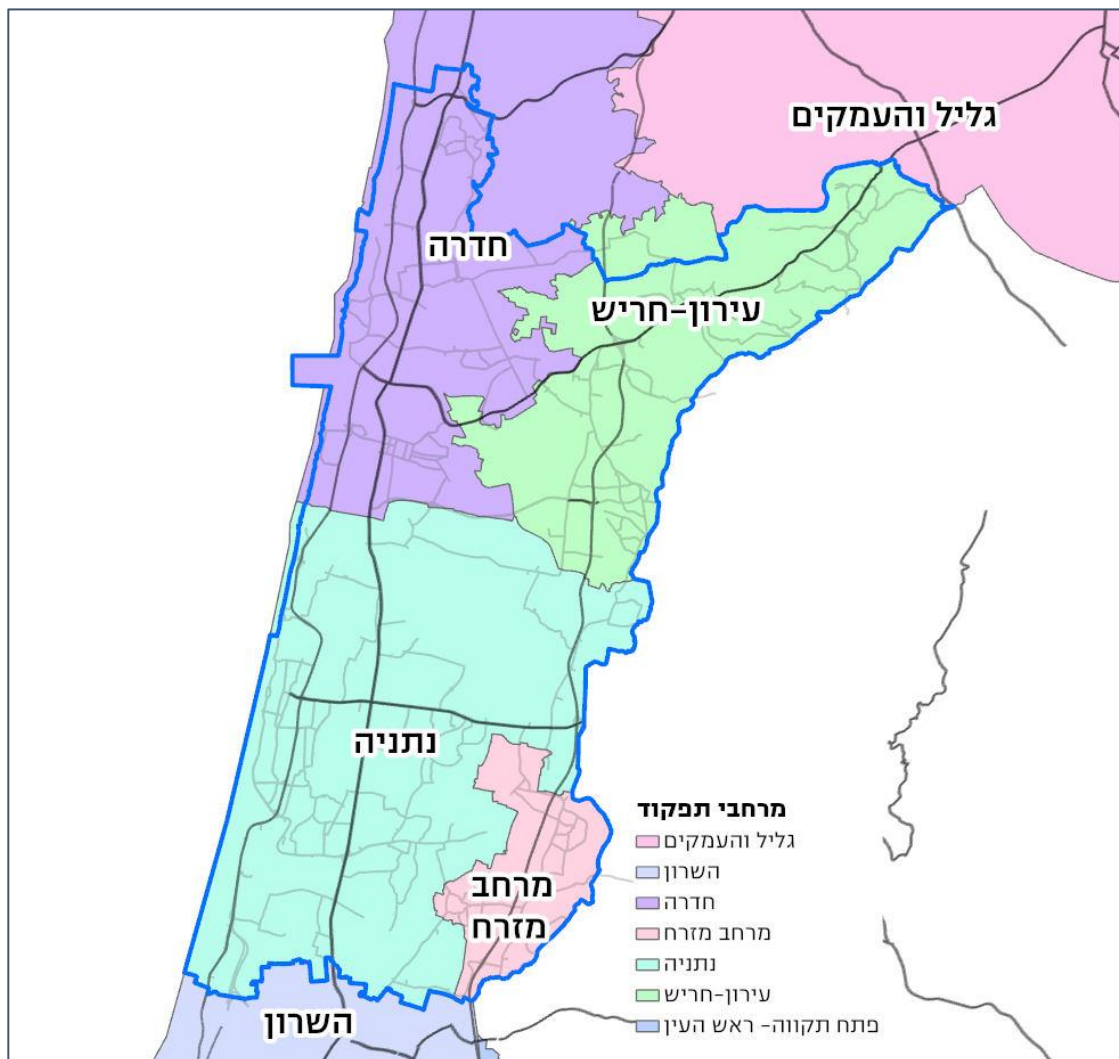 גליל והעמקים
חדרה
עירון-חריש
נתניה
מרחב
מזרח
השרון
מרחבי תפקוד
גליל והעמקים
השרון
חדרה
מרחב מזרח
נתניה
עירון-חריש
פתח תקווה- ראש העין